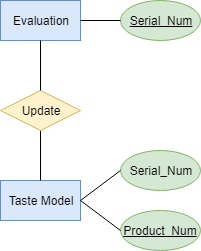 Evaluation
Serial_Num
Update
Serial_Num
Taste Model
Product_Num